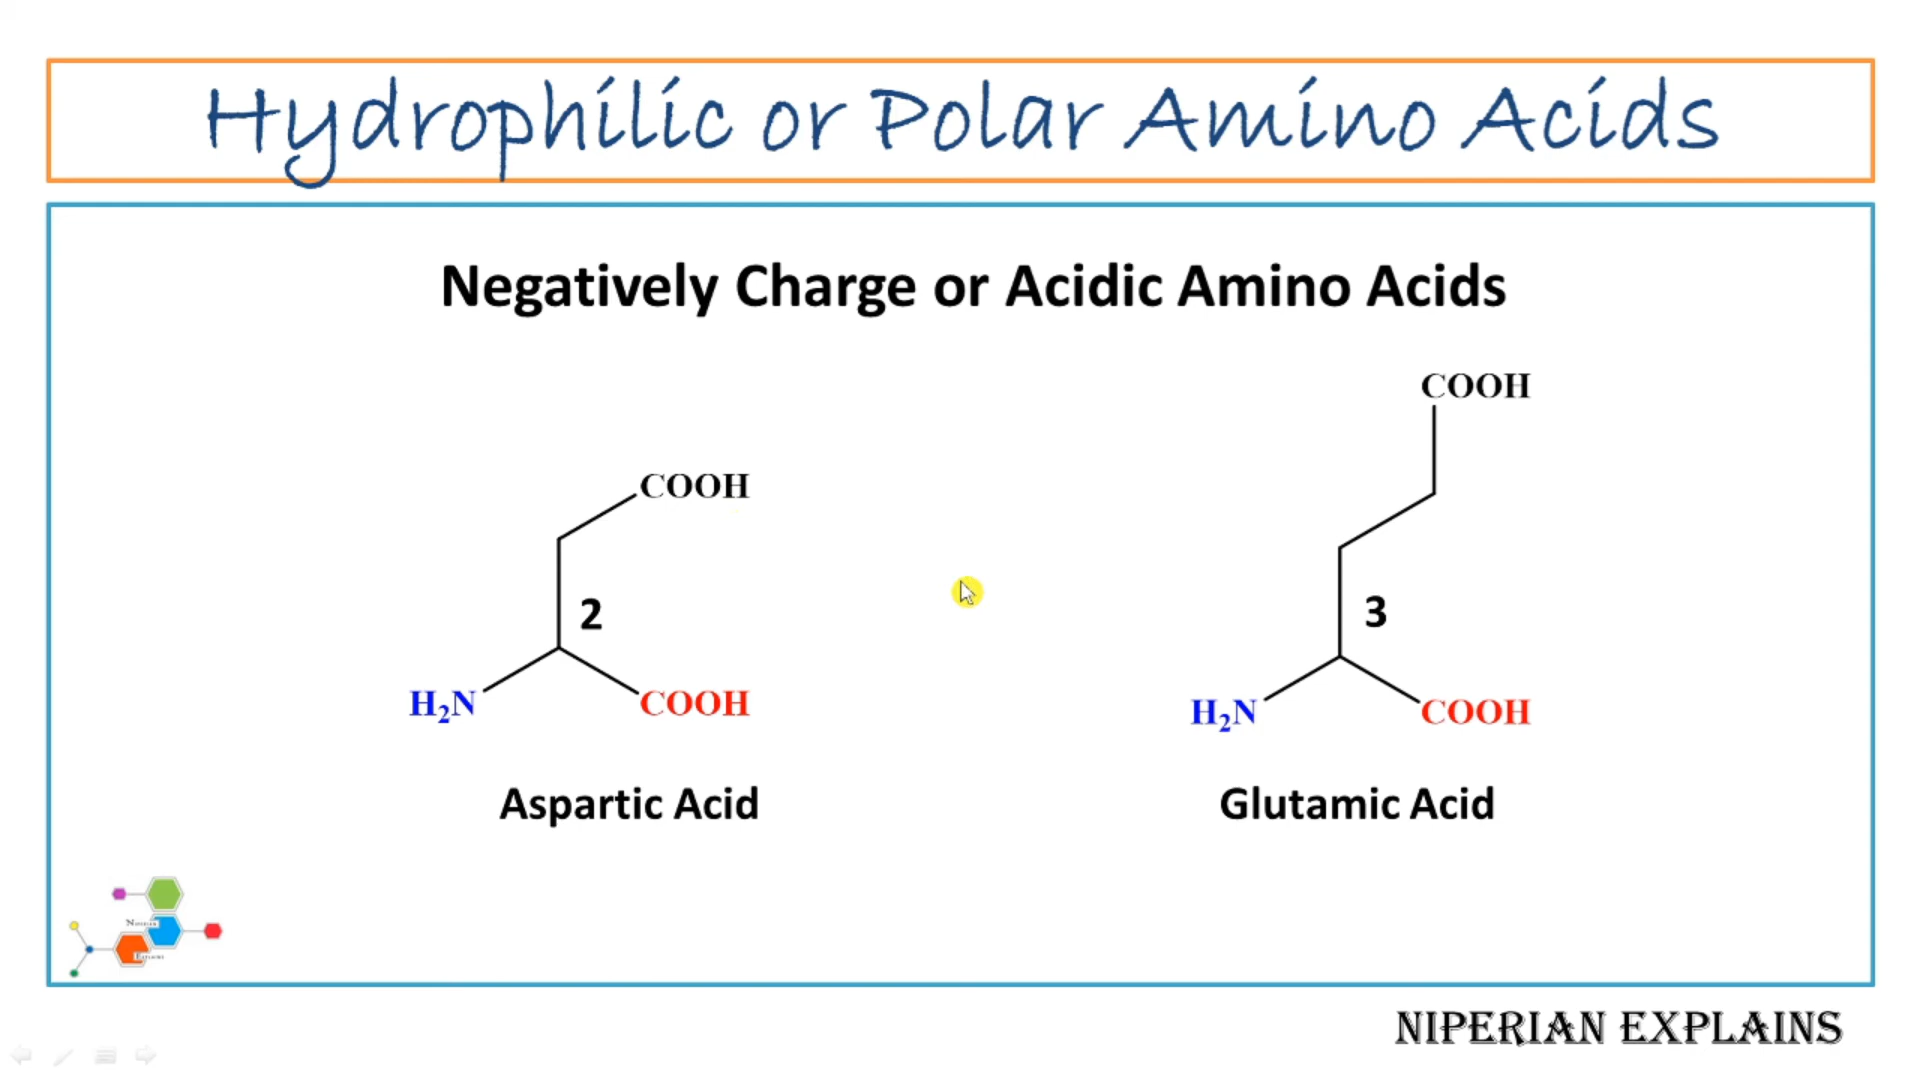 Hydrophilic or Polar Amino Acids
Negatively Charge or Acidic Amino Acids
COOH
COOH
2
3
H₂N
COOH
H₂N
COOH
Aspartic Acid
Glutamic Acid
NIPERIAN EXPLAINS